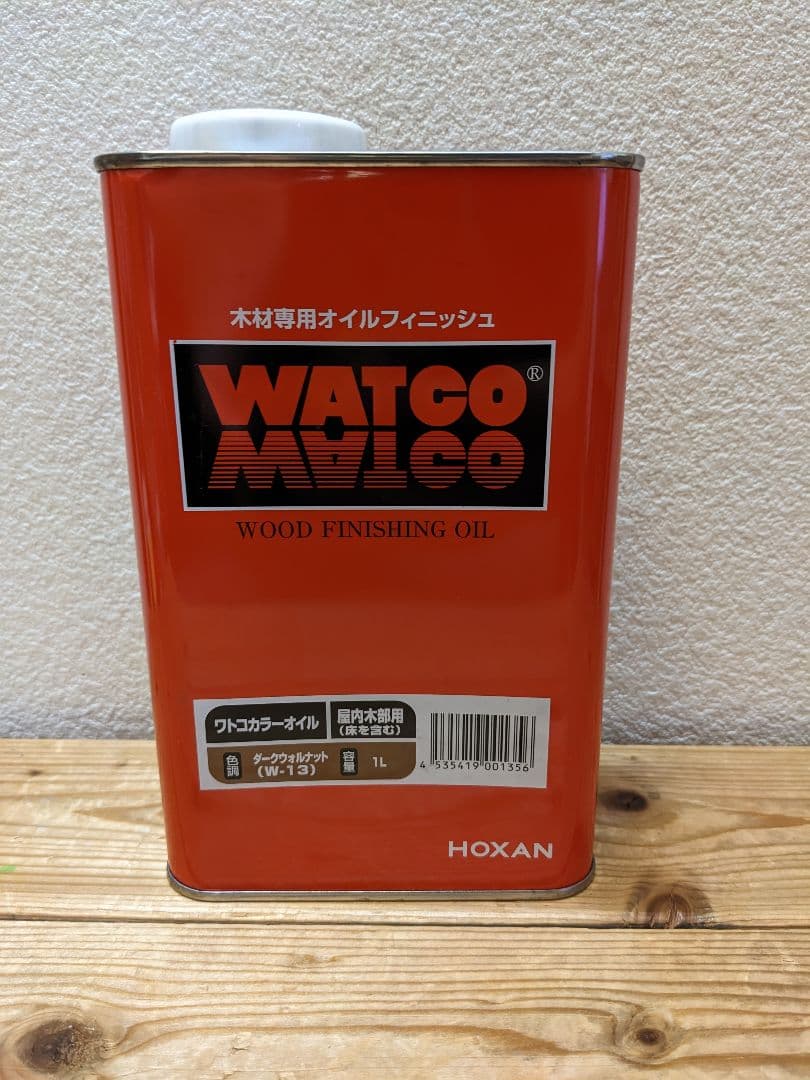 木材専用オイルフィニッシュ
WATCO®
WATCO
WOOD FINISHING OIL
ワトコカラーオイル
屋内木部用
(床を含む)
色調 ダークウォルナット
(W-13)
容量 1L
4 535419 001356
HOXAN